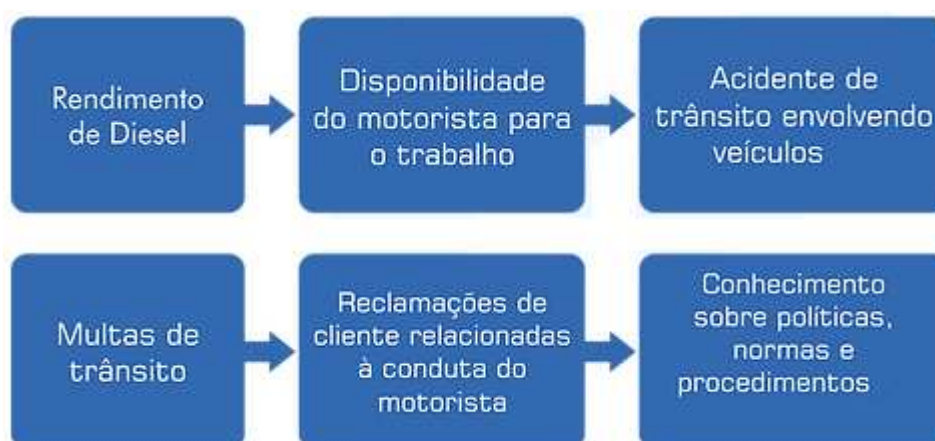 Rendimento
de Diesel
Disponibilidade
do motorista para
o trabalho
Acidente de
trânsito envolvendo
veículos
Multas de
trânsito
Reclamações de
cliente relacionadas
à conduta do
motorista
Conhecimento
sobre políticas,
normas e
procedimentos